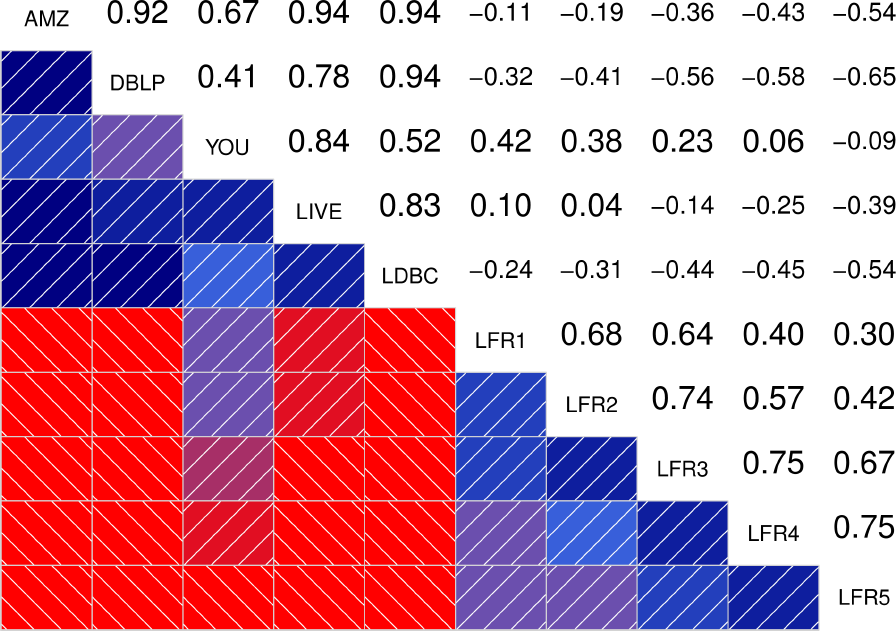 AMZ 0.92 0.67 0.94 0.94 −0.11 −0.19 −0.36 −0.43 −0.54
DBLP 0.41 0.78 0.94 −0.32 −0.41 −0.56 −0.58 −0.65
YOU 0.84 0.52 0.42 0.38 0.23 0.06 −0.09
LIVE 0.83 0.10 0.04 −0.14 −0.25 −0.39
LDBC −0.24 −0.31 −0.44 −0.45 −0.54
LFR1 0.68 0.64 0.40 0.30
LFR2 0.74 0.57 0.42
LFR3 0.75 0.67
LFR4 0.75
LFR5